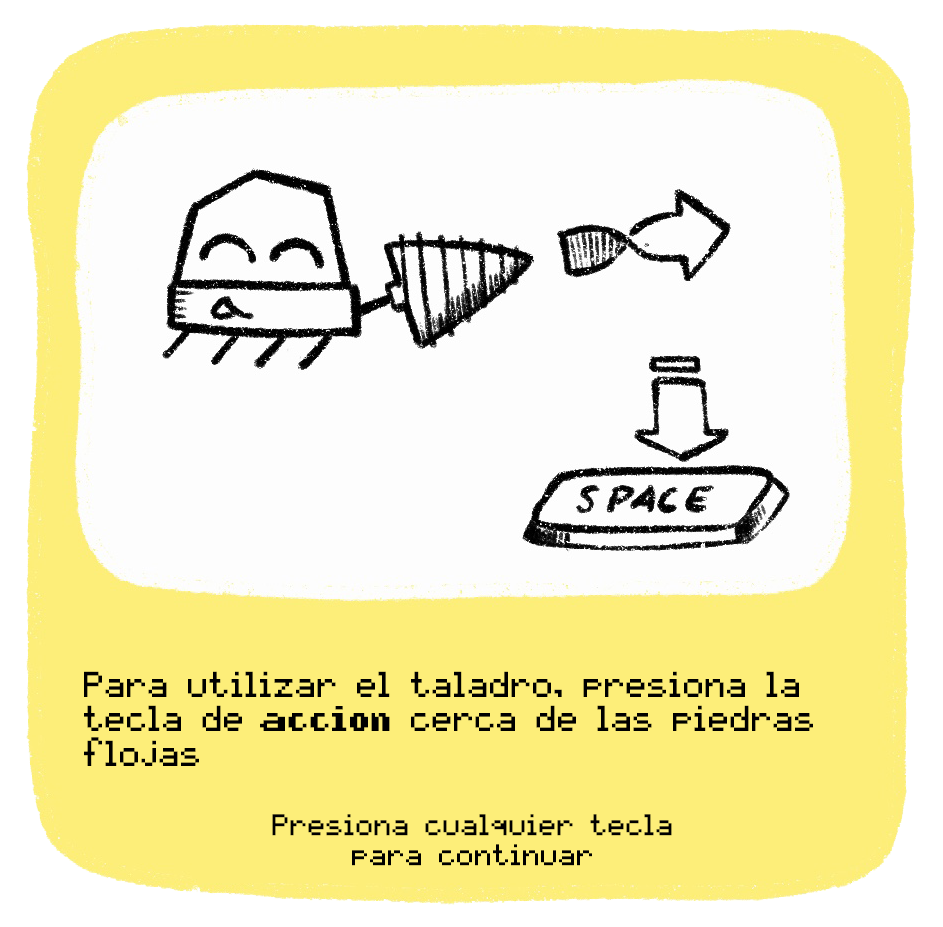 SPACE
Para utilizar el taladro, presiona la
tecla de accion cerca de las piedras
flojas
Presiona cualquier tecla
para continuar